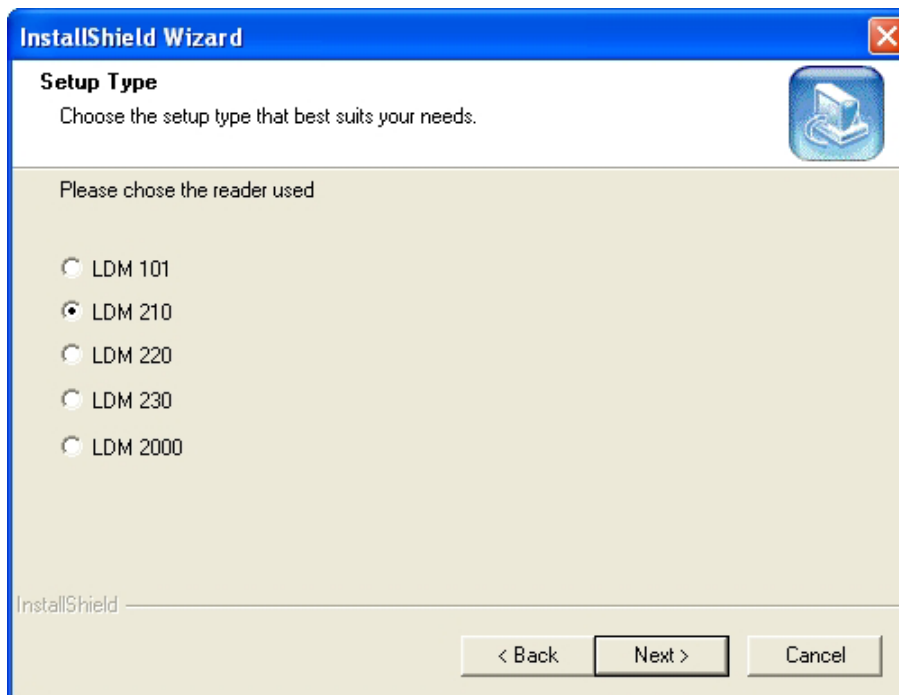 InstallShield Wizard
Setup Type
Choose the setup type that best suits your needs.
Please chose the reader used
LDM 101
LDM 210
LDM 220
LDM 230
LDM 2000
InstallShield
< Back Next > Cancel